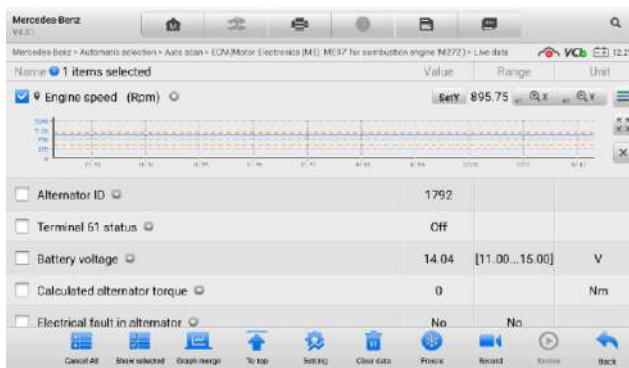 Mercedes-Benz
Mercedes-Benz > Automatic selection > Auto scan > ECM(Motor Electronics (ME) 'ME97' for combustion engine 'M272') > Live data VCI
Name 1 items selected Value Range Unit
Engine speed (Rpm) SetY 895.75 X Y
Alternator ID 1792
Terminal 61 status Off
Battery voltage 14.04 [11.00...15.00] V
Calculated alternator torque 0 Nm
Electrical fault in alternator No No
Cancel All Show selected Graph merge To top Setting Clear data Freeze Record Review Back